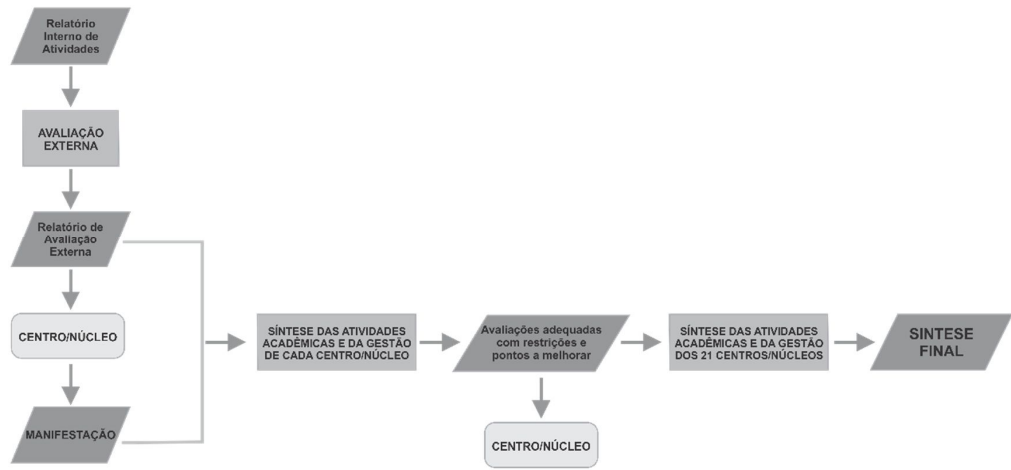 Relatório
Interno de
Atividades
AVALIAÇÃO
EXTERNA
Relatório de
Avaliação
Externa
CENTRO/NÚCLEO
MANIFESTAÇÃO
SÍNTESE DAS ATIVIDADES
ACADÊMICAS E DA GESTÃO
DE CADA CENTRO/NÚCLEO
Avaliações adequadas
com restrições e
pontos a melhorar
CENTRO/NÚCLEO
SÍNTESE DAS ATIVIDADES
ACADÊMICAS E DA GESTÃO
DOS 21 CENTROS/NÚCLEOS
SINTESE
FINAL